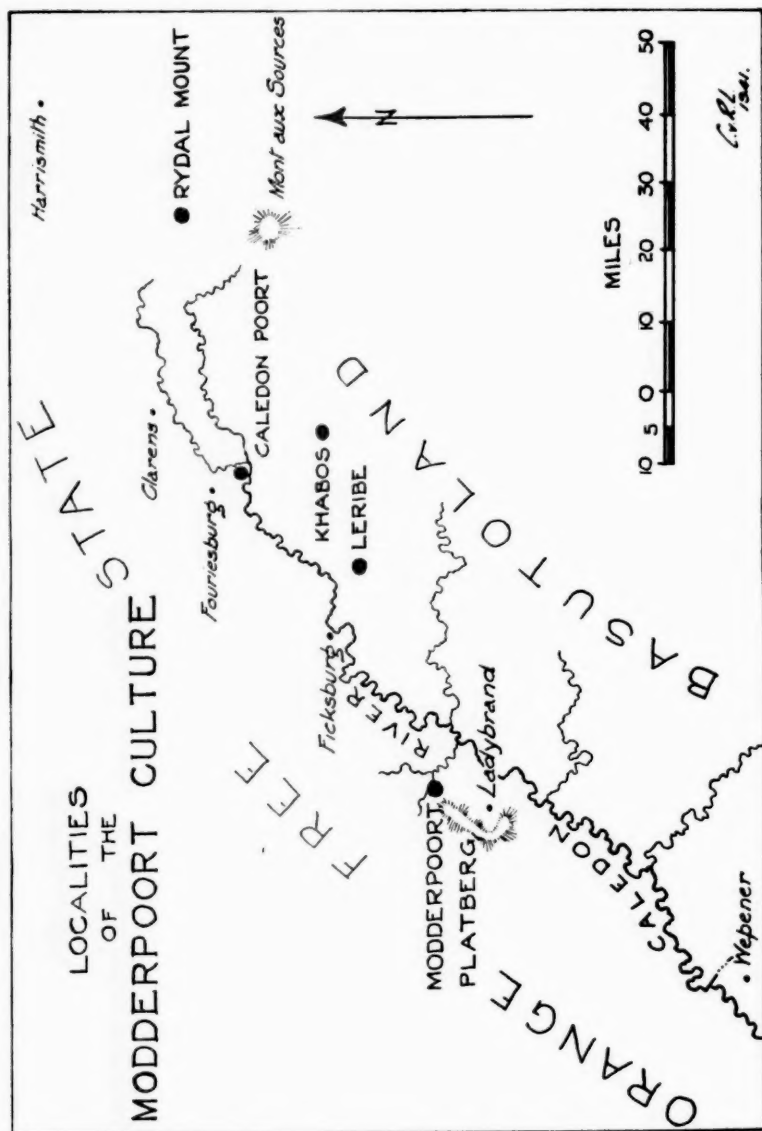 LOCALITIES
OF THE
MODDERPOORT CULTURE
ORANGE FREE STATE
Harrismith
RYDAL MOUNT
Mont aux Sources
Clarens
CALEDON POORT
Fouriesburg
KHABOS
LERIBE
Ficksburg
RIVER
BASUTOLAND
MODDERPOORT
PLATBERG
Ladybrand
CALEDON
Wepener
N
MILES
10 5 0 10 20 30 40 50
1941.